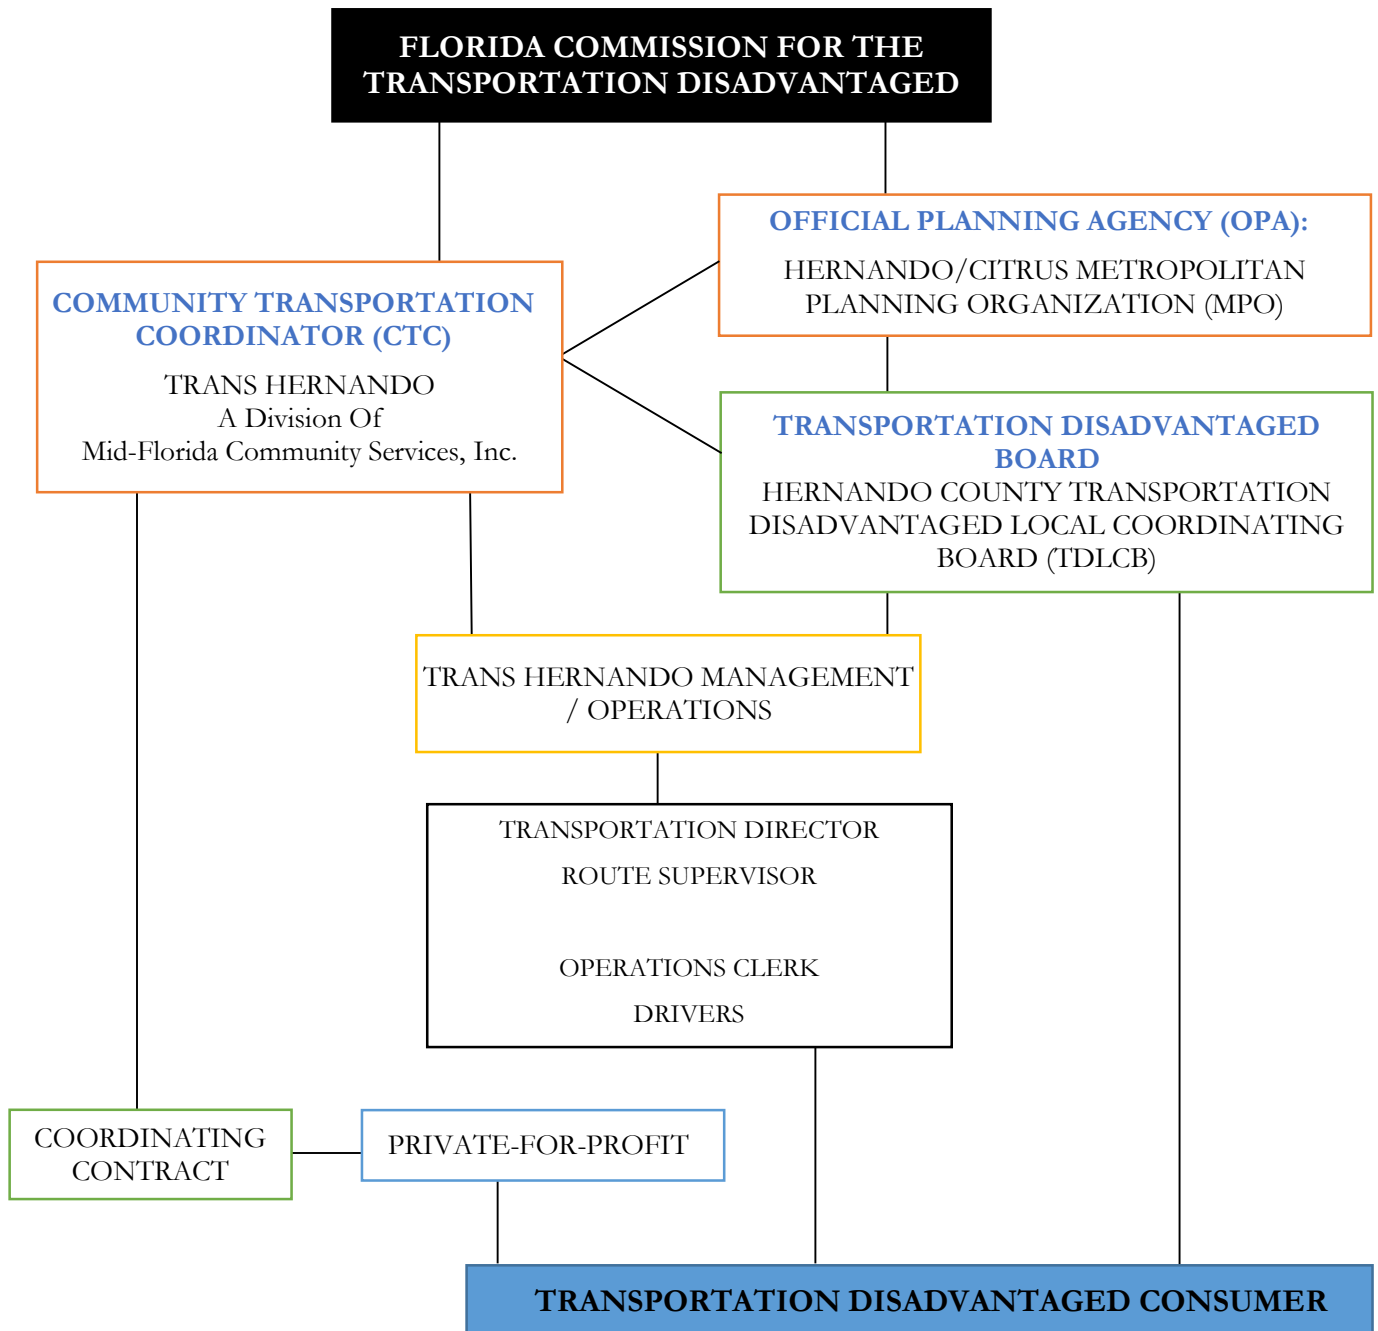 FLORIDA COMMISSION FOR THE
TRANSPORTATION DISADVANTAGED
OFFICIAL PLANNING AGENCY (OPA):
HERNANDO/CITRUS METROPOLITAN
PLANNING ORGANIZATION (MPO)
COMMUNITY TRANSPORTATION
COORDINATOR (CTC)
TRANS HERNANDO
A Division Of
Mid-Florida Community Services, Inc.
TRANSPORTATION DISADVANTAGED
BOARD
HERNANDO COUNTY TRANSPORTATION
DISADVANTAGED LOCAL COORDINATING
BOARD (TDLCB)
TRANS HERNANDO MANAGEMENT
/ OPERATIONS
TRANSPORTATION DIRECTOR
ROUTE SUPERVISOR
OPERATIONS CLERK
DRIVERS
COORDINATING
CONTRACT
PRIVATE-FOR-PROFIT
TRANSPORTATION DISADVANTAGED CONSUMER